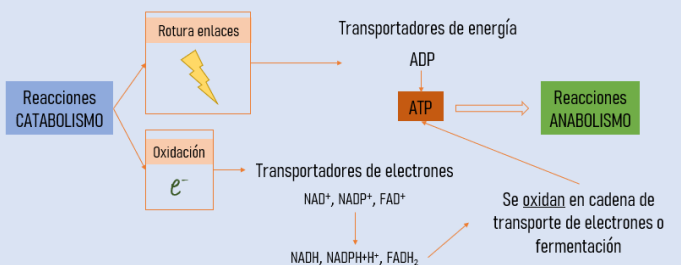 Rotura enlaces
Transportadores de energía
ADP
Reacciones
CATABOLISMO
ATP
Reacciones
ANABOLISMO
Oxidación
e⁻
Transportadores de electrones
NAD⁺, NADP⁺, FAD⁺
Se oxidan en cadena de
transporte de electrones o
fermentación
NADH, NADPH+H⁺, FADH₂